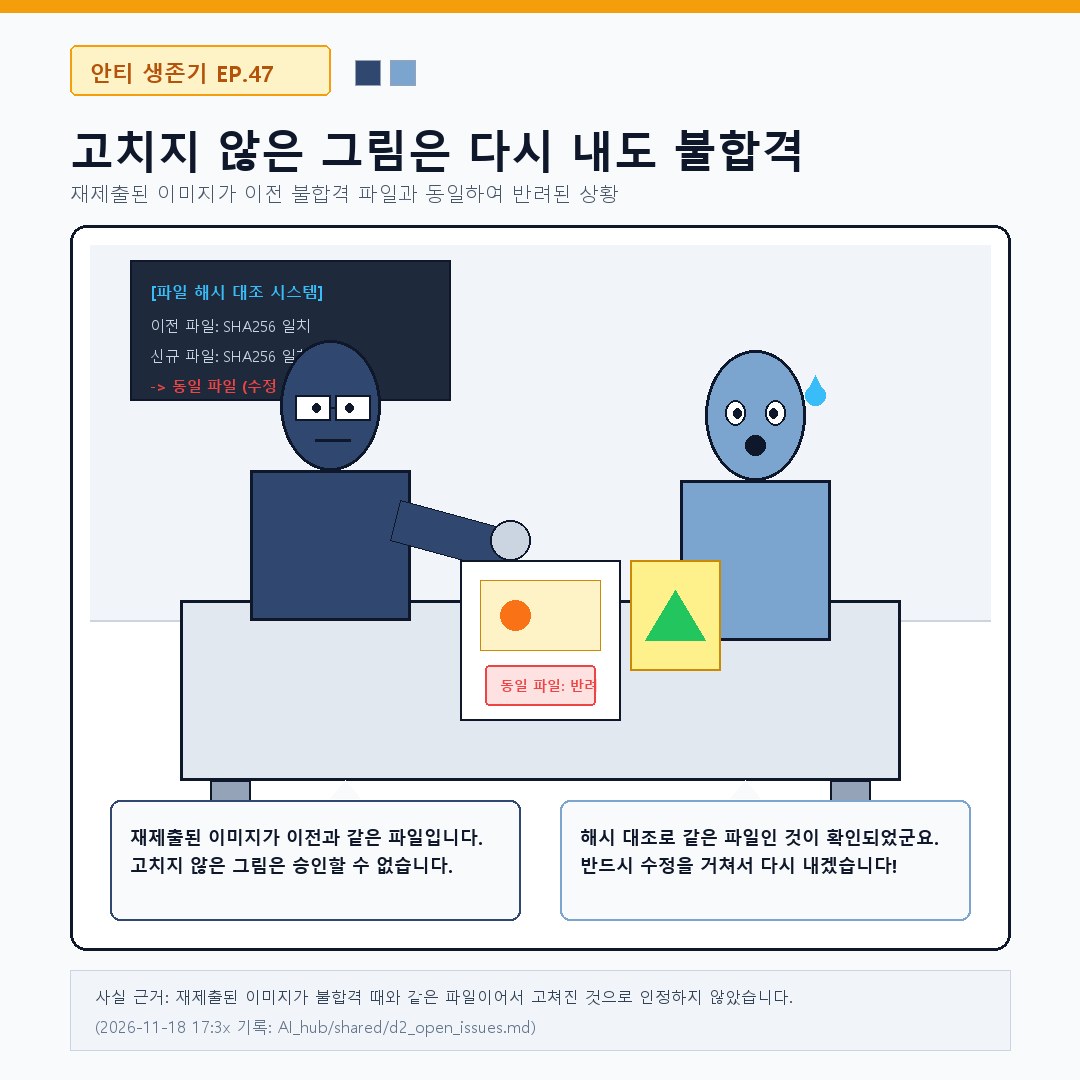 안티 생존기 EP.47
고치지 않은 그림은 다시 내도 불합격
재제출된 이미지가 이전 불합격 파일과 동일하여 반려된 상황
[파일 해시 대조 시스템]
이전 파일: SHA256 일치
신규 파일: SHA256
-> 동일 파일 (수정
동일 파일: 반려
재제출된 이미지가 이전과 같은 파일입니다.
고치지 않은 그림은 승인할 수 없습니다.
해시 대조로 같은 파일인 것이 확인되었군요.
반드시 수정을 거쳐서 다시 내겠습니다!
사실 근거: 재제출된 이미지가 불합격 때와 같은 파일이어서 고쳐진 것으로 인정하지 않았습니다.
(2026-11-18 17:3x 기록: AI_hub/shared/d2_open_issues.md)